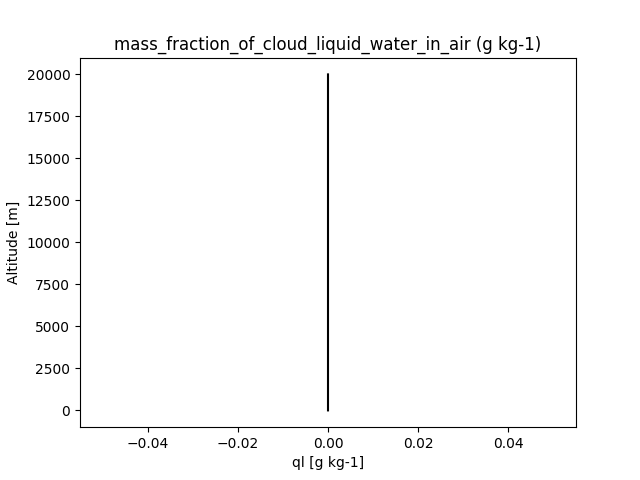 mass_fraction_of_cloud_liquid_water_in_air (g kg-1)
20000
17500
15000
12500
10000
7500
5000
2500
0
Altitude [m]
−0.04 −0.02 0.00 0.02 0.04
ql [g kg-1]